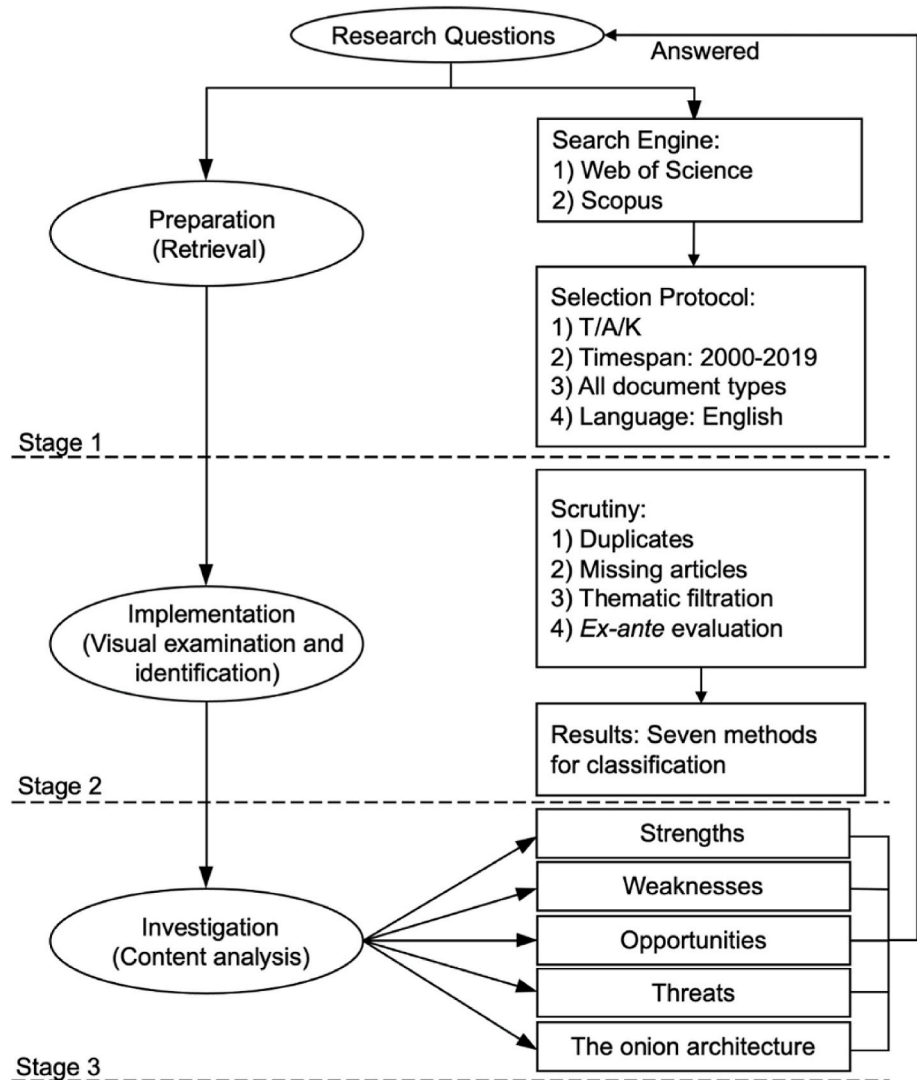 Research Questions
Answered
Search Engine:
1) Web of Science
2) Scopus
Preparation
(Retrieval)
Selection Protocol:
1) T/A/K
2) Timespan: 2000-2019
3) All document types
4) Language: English
Stage 1
Scrutiny:
1) Duplicates
2) Missing articles
3) Thematic filtration
4) Ex-ante evaluation
Implementation
(Visual examination and
identification)
Results: Seven methods
for classification
Stage 2
Strengths
Weaknesses
Investigation
(Content analysis)
Opportunities
Threats
The onion architecture
Stage 3